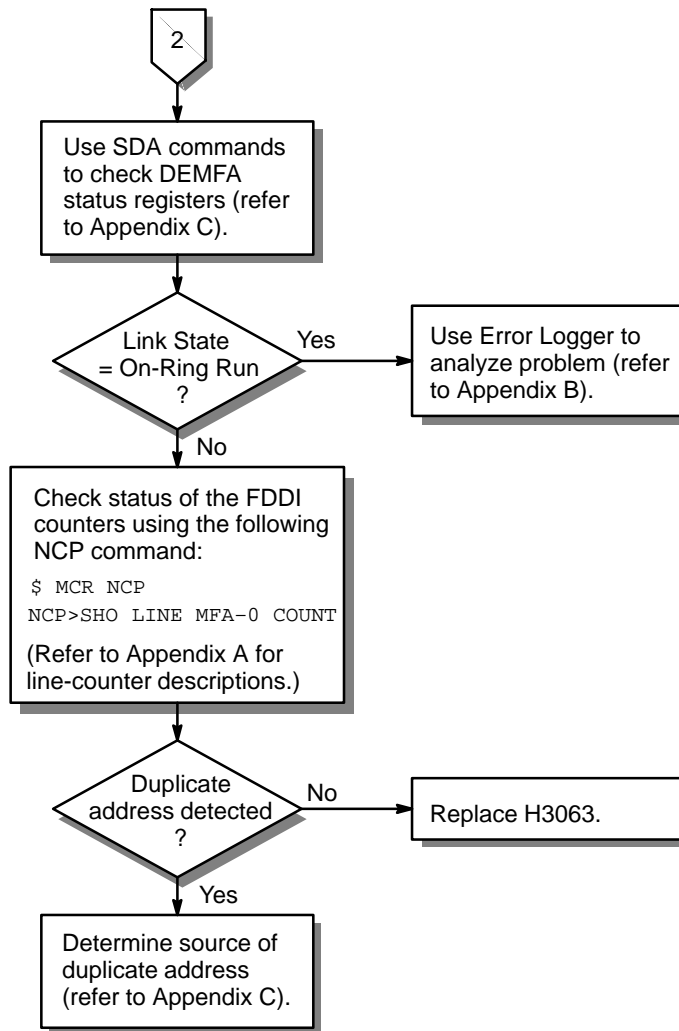 2
Use SDA commands
to check DEMFA
status registers (refer
to Appendix C).
Link State
= On-Ring Run
?
Yes
Use Error Logger to
analyze problem (refer
to Appendix B).
No
Check status of the FDDI
counters using the following
NCP command:
$ MCR NCP
NCP>SHO LINE MFA−0 COUNT
(Refer to Appendix A for
line-counter descriptions.)
Duplicate
address detected
?
No
Replace H3063.
Yes
Determine source of
duplicate address
(refer to Appendix C).